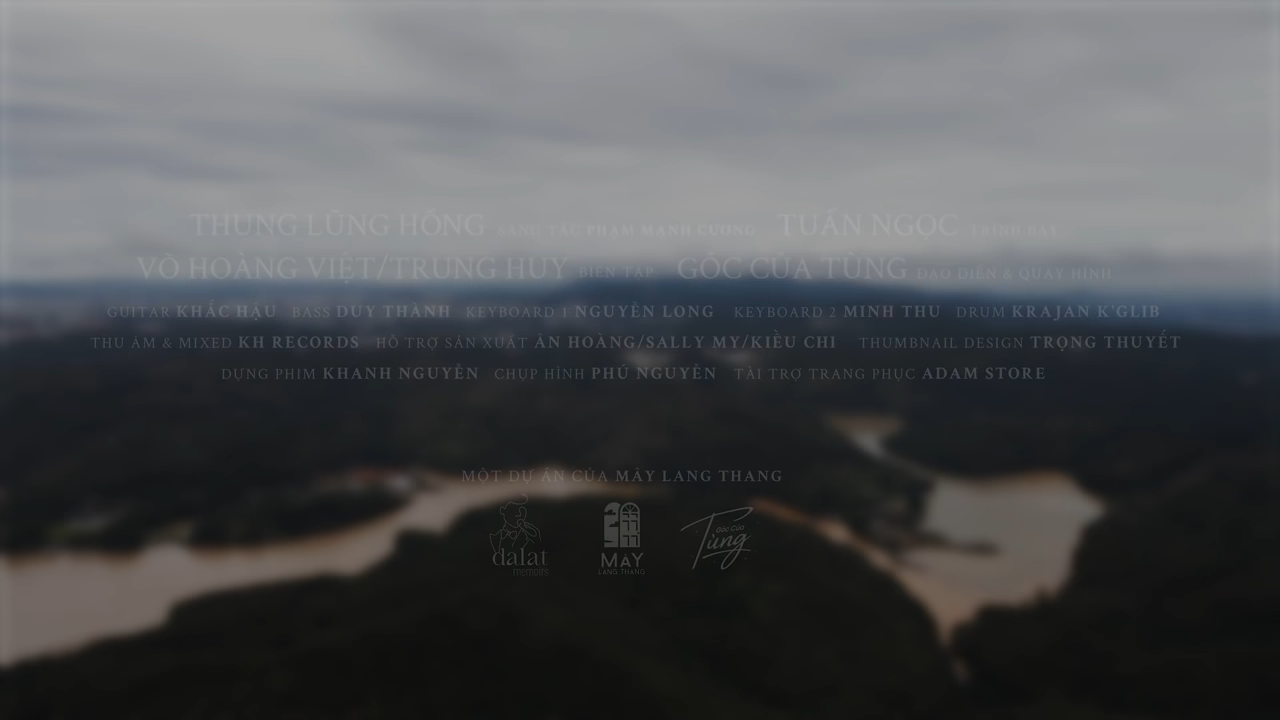 THUNG LŨNG HỒNG SÁNG TÁC PHẠM MẠNH CƯƠNG TUẤN NGỌC TRÌNH BÀY
VÕ HOÀNG VIỆT/TRUNG HUY BIÊN TẬP GÓC CỦA TÙNG ĐẠO DIỄN & QUAY HÌNH
GUITAR KHẮC HẬU BASS DUY THÀNH KEYBOARD 1 NGUYỄN LONG KEYBOARD 2 MINH THU DRUM KRAJAN K'GLIB
THU ÂM & MIXED KH RECORDS HỖ TRỢ SẢN XUẤT ÂN HOÀNG/SALLY MY/KIỀU CHI THUMBNAIL DESIGN TRỌNG THUYẾT
DỰNG PHIM KHANH NGUYỄN CHỤP HÌNH PHÚ NGUYỄN TÀI TRỢ TRANG PHỤC ADAM STORE
MỘT DỰ ÁN CỦA MÂY LANG THANG
dalat memoirs
MAY LANG THANG
Góc Của Tùng